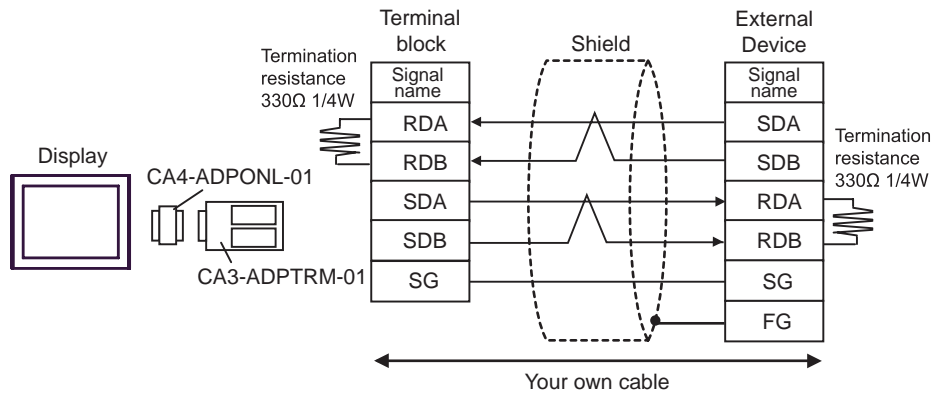 Terminal
block
Shield
External
Device
Termination
resistance
330Ω 1/4W
Signal
name
RDA
RDB
SDA
SDB
SG
Signal
name
SDA
SDB
RDA
RDB
SG
FG
Termination
resistance
330Ω 1/4W
Display
CA4-ADPONL-01
CA3-ADPTRM-01
Your own cable